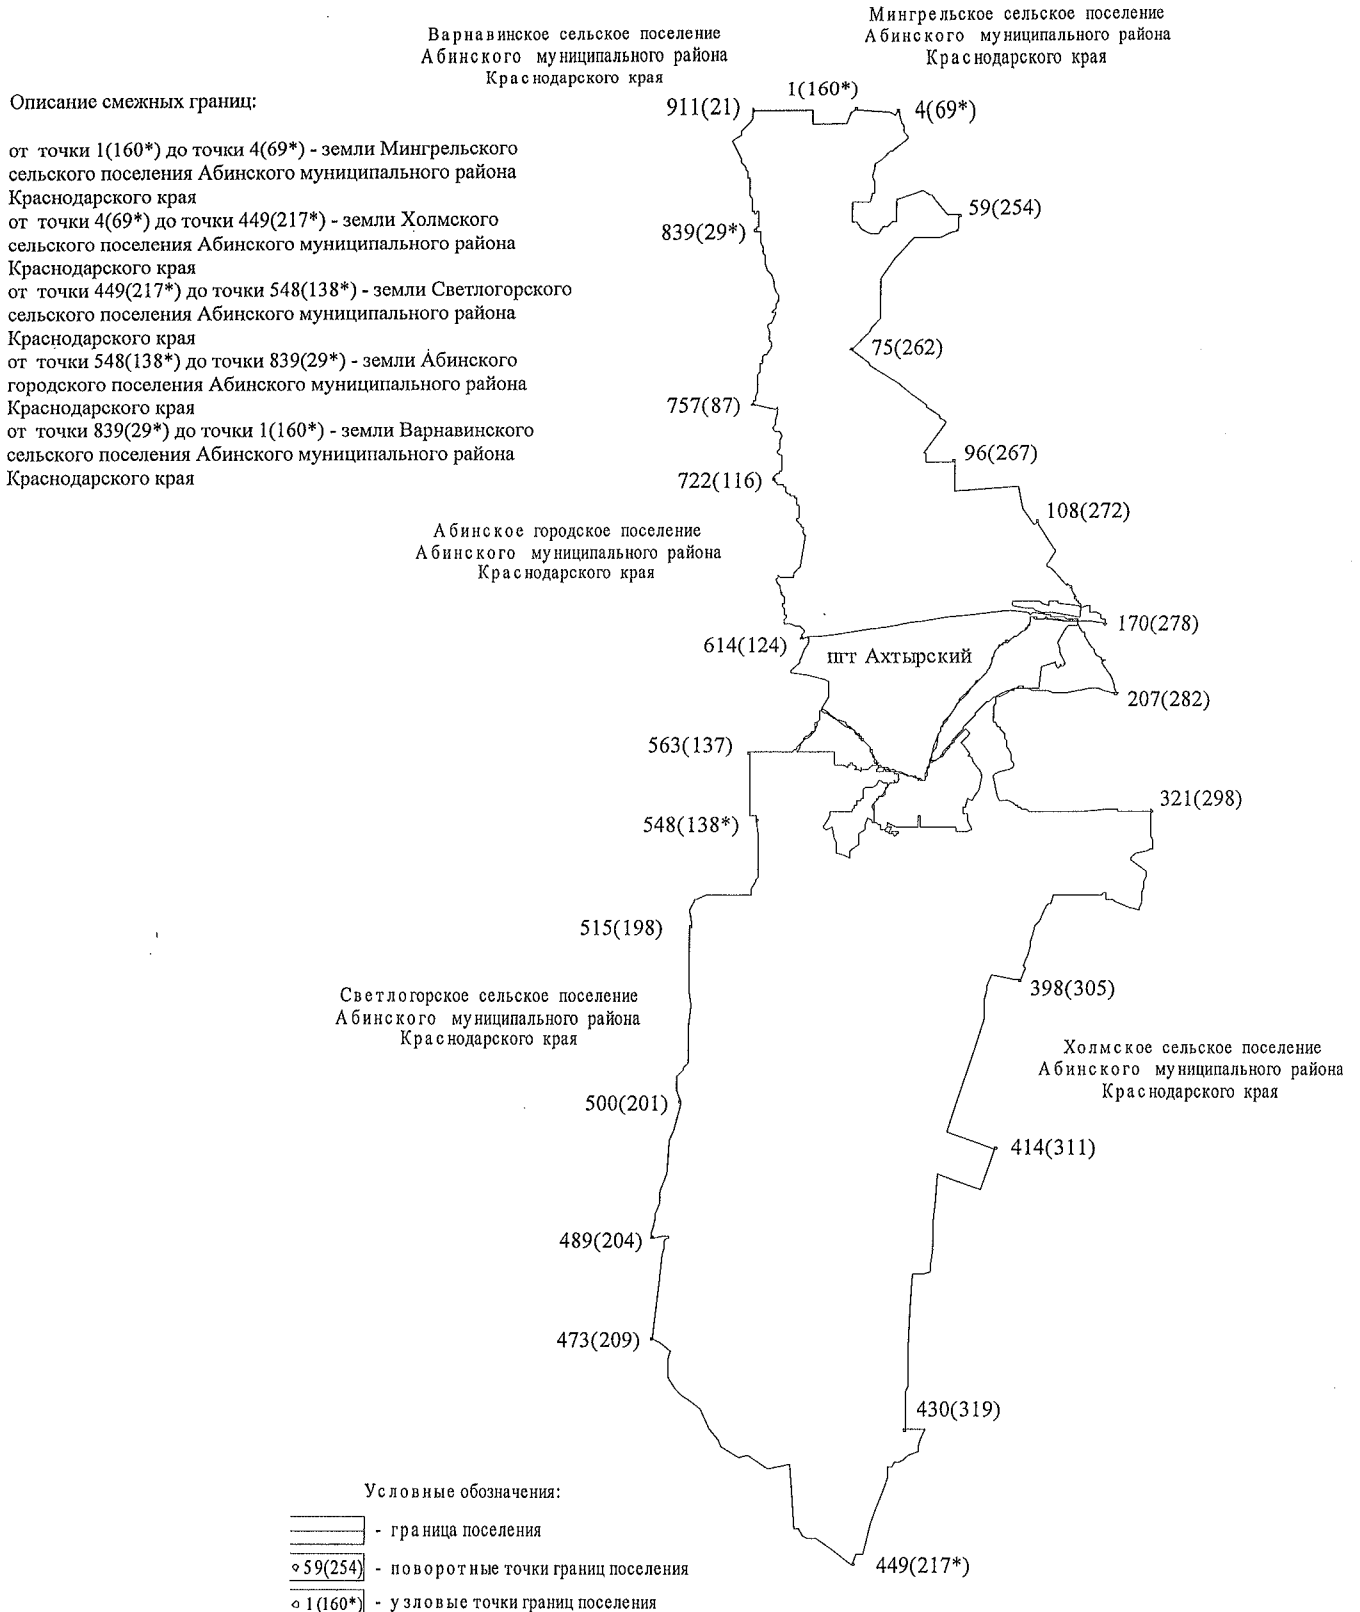 Варнавинское сельское поселение
Абинского муниципального района
Краснодарского края
Мингрельское сельское поселение
Абинского муниципального района
Краснодарского края
Описание смежных границ:
от точки 1(160*) до точки 4(69*) - земли Мингрельского
сельского поселения Абинского муниципального района
Краснодарского края
от точки 4(69*) до точки 449(217*) - земли Холмского
сельского поселения Абинского муниципального района
Краснодарского края
от точки 449(217*) до точки 548(138*) - земли Светлогорского
сельского поселения Абинского муниципального района
Краснодарского края
от точки 548(138*) до точки 839(29*) - земли Абинского
городского поселения Абинского муниципального района
Краснодарского края
от точки 839(29*) до точки 1(160*) - земли Варнавинского
сельского поселения Абинского муниципального района
Краснодарского края
1(160*)
911(21)
4(69*)
59(254)
839(29*)
75(262)
757(87)
96(267)
722(116)
108(272)
Абинское городское поселение
Абинского муниципального района
Краснодарского края
170(278)
614(124)
пгт Ахтырский
207(282)
563(137)
321(298)
548(138*)
515(198)
398(305)
Светлогорское сельское поселение
Абинского муниципального района
Краснодарского края
Холмское сельское поселение
Абинского муниципального района
Краснодарского края
500(201)
414(311)
489(204)
473(209)
430(319)
449(217*)
Условные обозначения:
- граница поселения
59(254) - поворотные точки границ поселения
1(160*) - узловые точки границ поселения